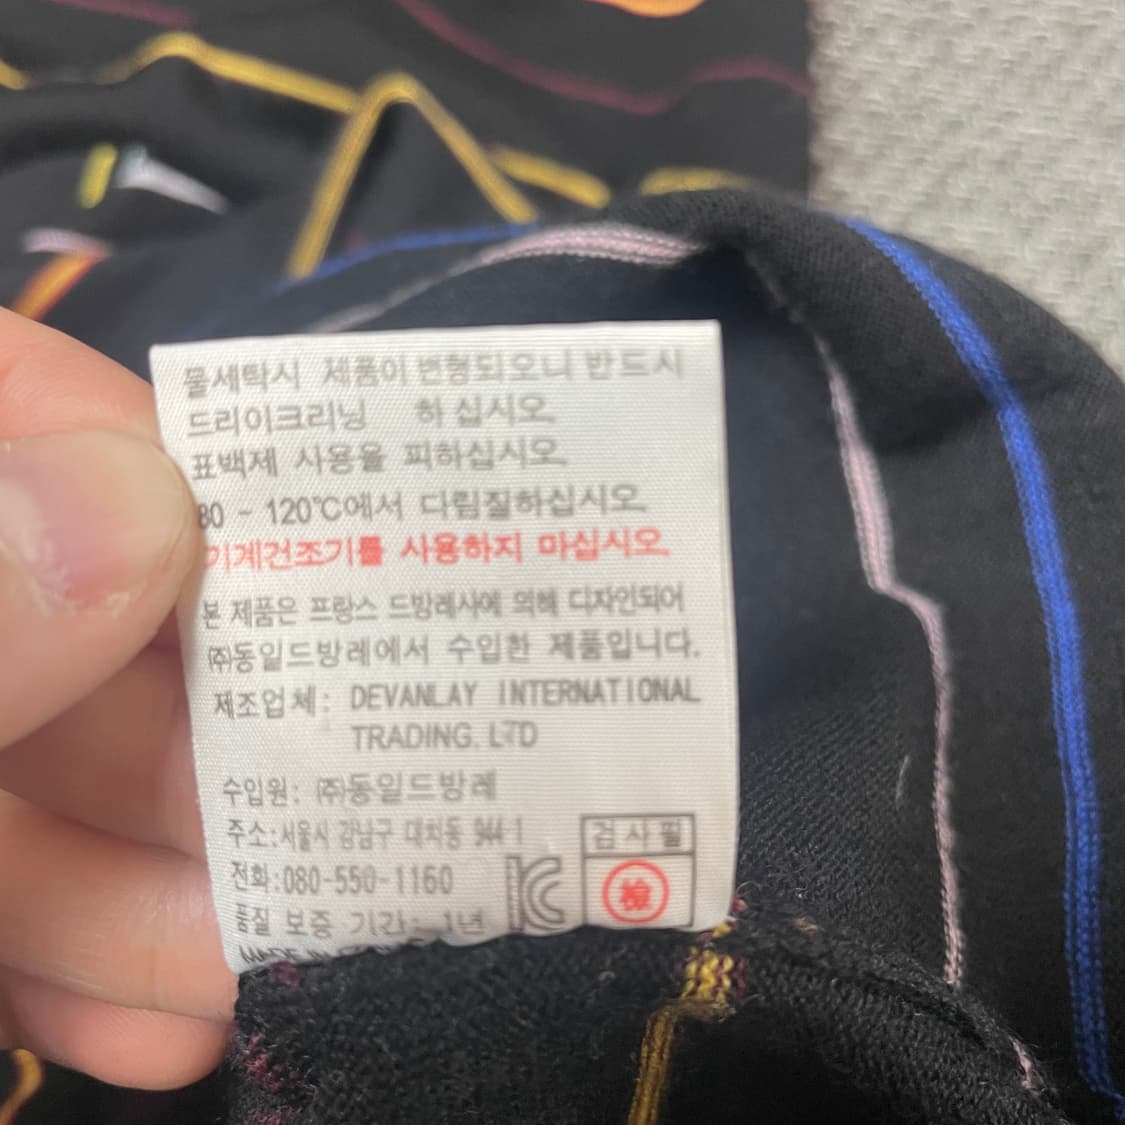 물세탁시 제품이 변형되오니 반드시
드리이크리닝 하십시오.
표백제 사용을 피하십시오.
80 ~ 120℃에서 다림질하십시오.
기계건조기를 사용하지 마십시오.
본 제품은 프랑스 드방레사에 의해 디자인되어
㈜동일드방레에서 수입한 제품입니다.
제조업체: DEVANLAY INTERNATIONAL
TRADING. LTD
수입원: ㈜동일드방레
주소:서울시 강남구 대치동 944-1
전화:080-550-1160
품질 보증 기간: 1년
KC
검사필
檢
MADE IN